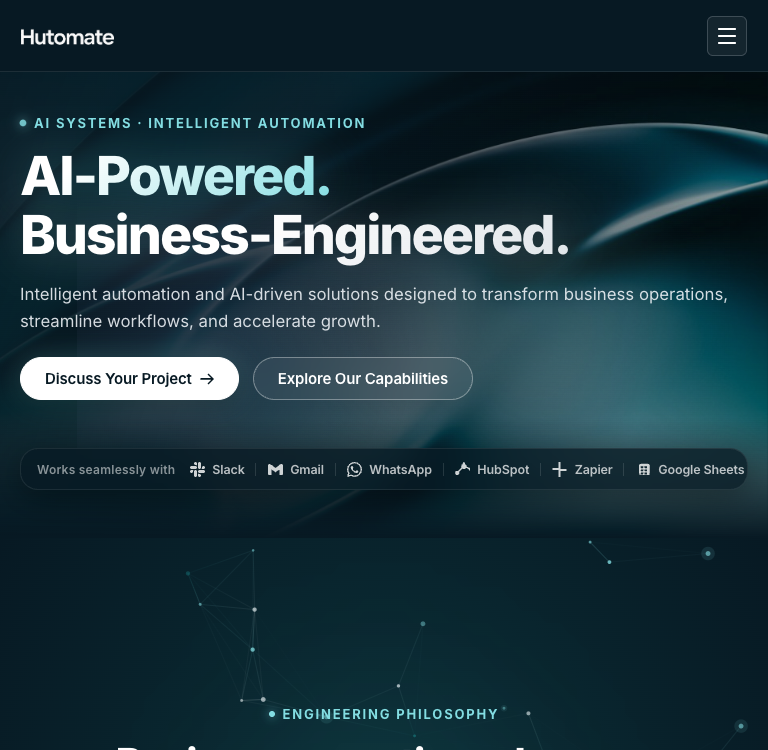 Hutomate
AI SYSTEMS · INTELLIGENT AUTOMATION
AI-Powered.
Business-Engineered.
Intelligent automation and AI-driven solutions designed to transform business operations,
streamline workflows, and accelerate growth.
Discuss Your Project →
Explore Our Capabilities
Works seamlessly with Slack Gmail WhatsApp HubSpot Zapier Google Sheets
ENGINEERING PHILOSOPHY